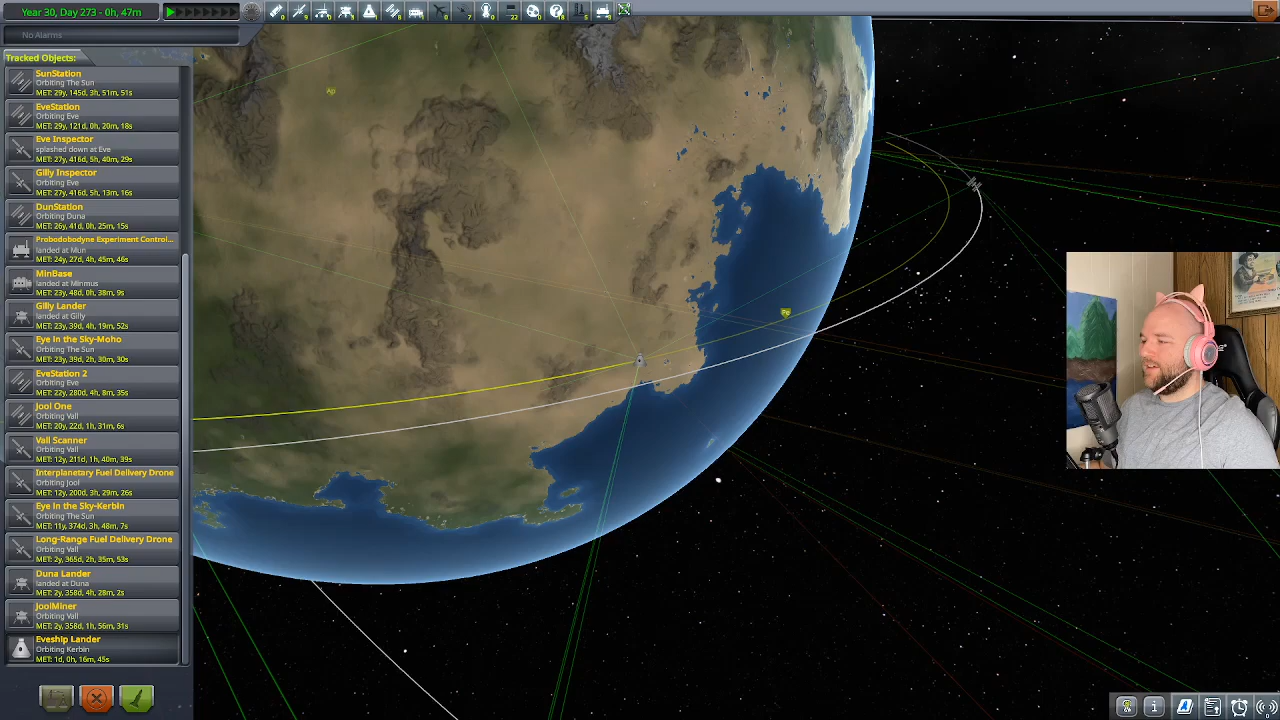 Year 30, Day 273 - 0h, 47m
No Alarms
Tracked Objects:
SunStation
Orbiting The Sun
MET: 29y, 145d, 3h, 51m, 51s
EveStation
Orbiting Eve
MET: 29y, 121d, 0h, 20m, 18s
Eve Inspector
splashed down at Eve
MET: 27y, 416d, 5h, 40m, 29s
Gilly Inspector
Orbiting Eve
MET: 27y, 416d, 5h, 13m, 16s
DunStation
Orbiting Duna
MET: 26y, 41d, 0h, 25m, 15s
Probodobodyne Experiment Control...
landed at Mun
MET: 24y, 27d, 4h, 45m, 46s
MinBase
landed at Minmus
MET: 23y, 48d, 0h, 38m, 9s
Gilly Lander
landed at Gilly
MET: 23y, 39d, 4h, 19m, 52s
Eye In the Sky-Moho
Orbiting The Sun
MET: 23y, 39d, 2h, 30m, 30s
EveStation 2
Orbiting Eve
MET: 22y, 280d, 4h, 8m, 35s
Jool One
Orbiting Vall
MET: 20y, 22d, 1h, 31m, 6s
Vall Scanner
Orbiting Vall
MET: 12y, 211d, 1h, 40m, 39s
Interplanetary Fuel Delivery Drone
Orbiting Jool
MET: 12y, 200d, 3h, 29m, 26s
Eye In the Sky-Kerbin
Orbiting The Sun
MET: 11y, 374d, 3h, 48m, 7s
Long-Range Fuel Delivery Drone
Orbiting Vall
MET: 2y, 365d, 2h, 35m, 53s
Duna Lander
landed at Duna
MET: 2y, 358d, 4h, 28m, 2s
JoolMiner
Orbiting Vall
MET: 2y, 358d, 1h, 56m, 31s
Eveship Lander
Orbiting Kerbin
MET: 1d, 0h, 16m, 45s
Ap
Pe